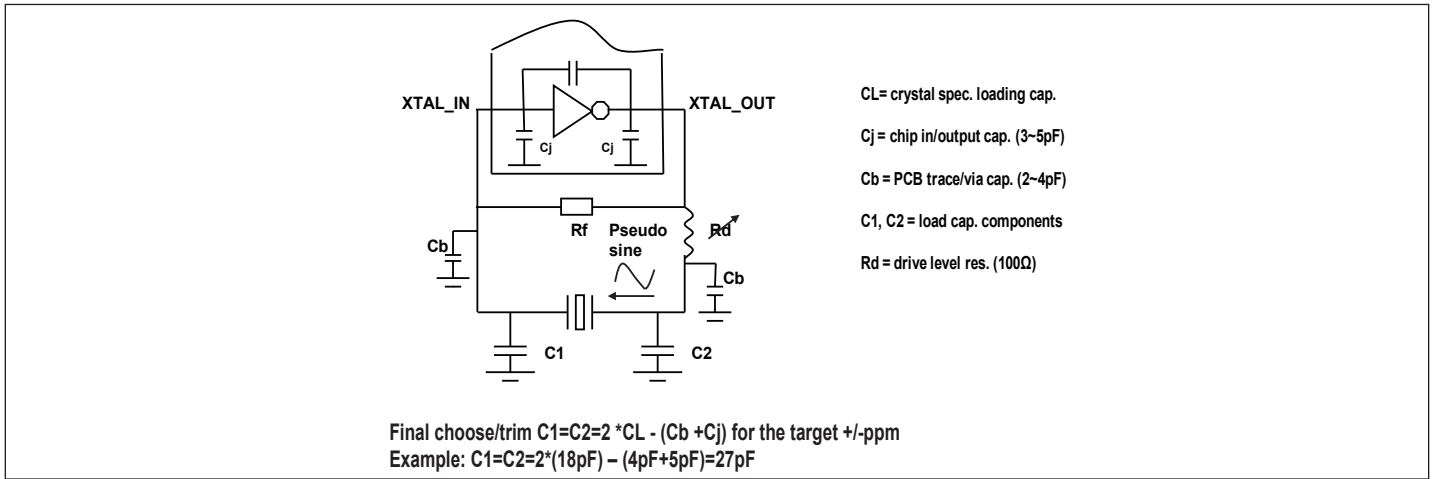 XTAL_IN
XTAL_OUT
Cj
Cj
Rf
Pseudo
sine
Rd
Cb
Cb
C1
C2
CL= crystal spec. loading cap.
Cj = chip in/output cap. (3~5pF)
Cb = PCB trace/via cap. (2~4pF)
C1, C2 = load cap. components
Rd = drive level res. (100Ω)
Final choose/trim C1=C2=2 *CL - (Cb +Cj) for the target +/-ppm
Example: C1=C2=2*(18pF) – (4pF+5pF)=27pF